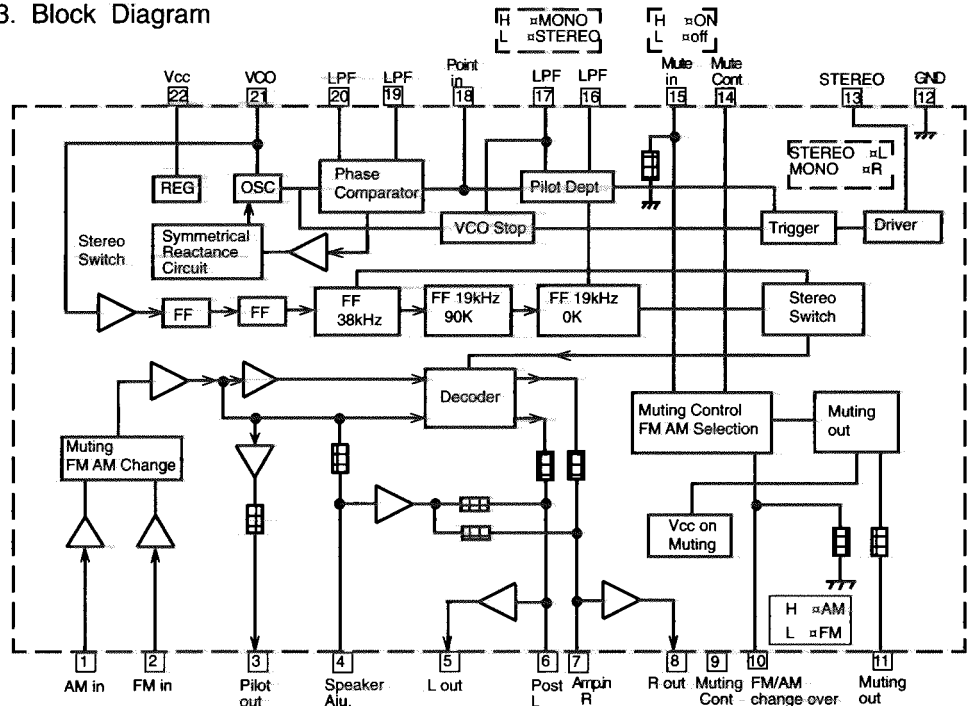 3. Block Diagram
H ¤MONO
L ¤STEREO
H ¤ON
L ¤off
Vcc
22
VCO
21
LPF
20
LPF
19
Point
in
18
LPF
17
LPF
16
Mute
in
15
Mute
Cont
14
STEREO
13
GND
12
STEREO ¤L
MONO ¤R
REG
OSC
Phase
Comparator
Pilot Dept
VCO Stop
Trigger
Driver
Stereo
Switch
Symmetrical
Reactance
Circuit
FF
FF
FF
38kHz
FF 19kHz
90K
FF 19kHz
0K
Stereo
Switch
Decoder
Muting Control
FM AM Selection
Muting
out
Muting
FM AM Change
Vcc on
Muting
H ¤AM
L ¤FM
1
AM in
2
FM in
3
Pilot
out
4
Speaker
Aju.
5
L out
6
Post
L
7
Amp.in
R
8
R out
9
Muting
Cont
10
FM/AM
change over
11
Muting
out